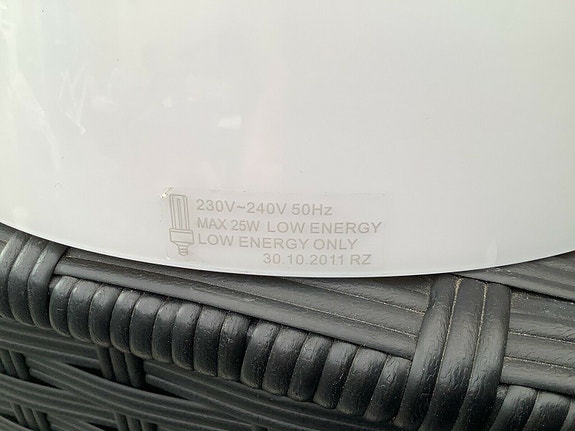 230V~240V 50Hz
MAX 25W LOW ENERGY
LOW ENERGY ONLY
30.10.2011 RZ